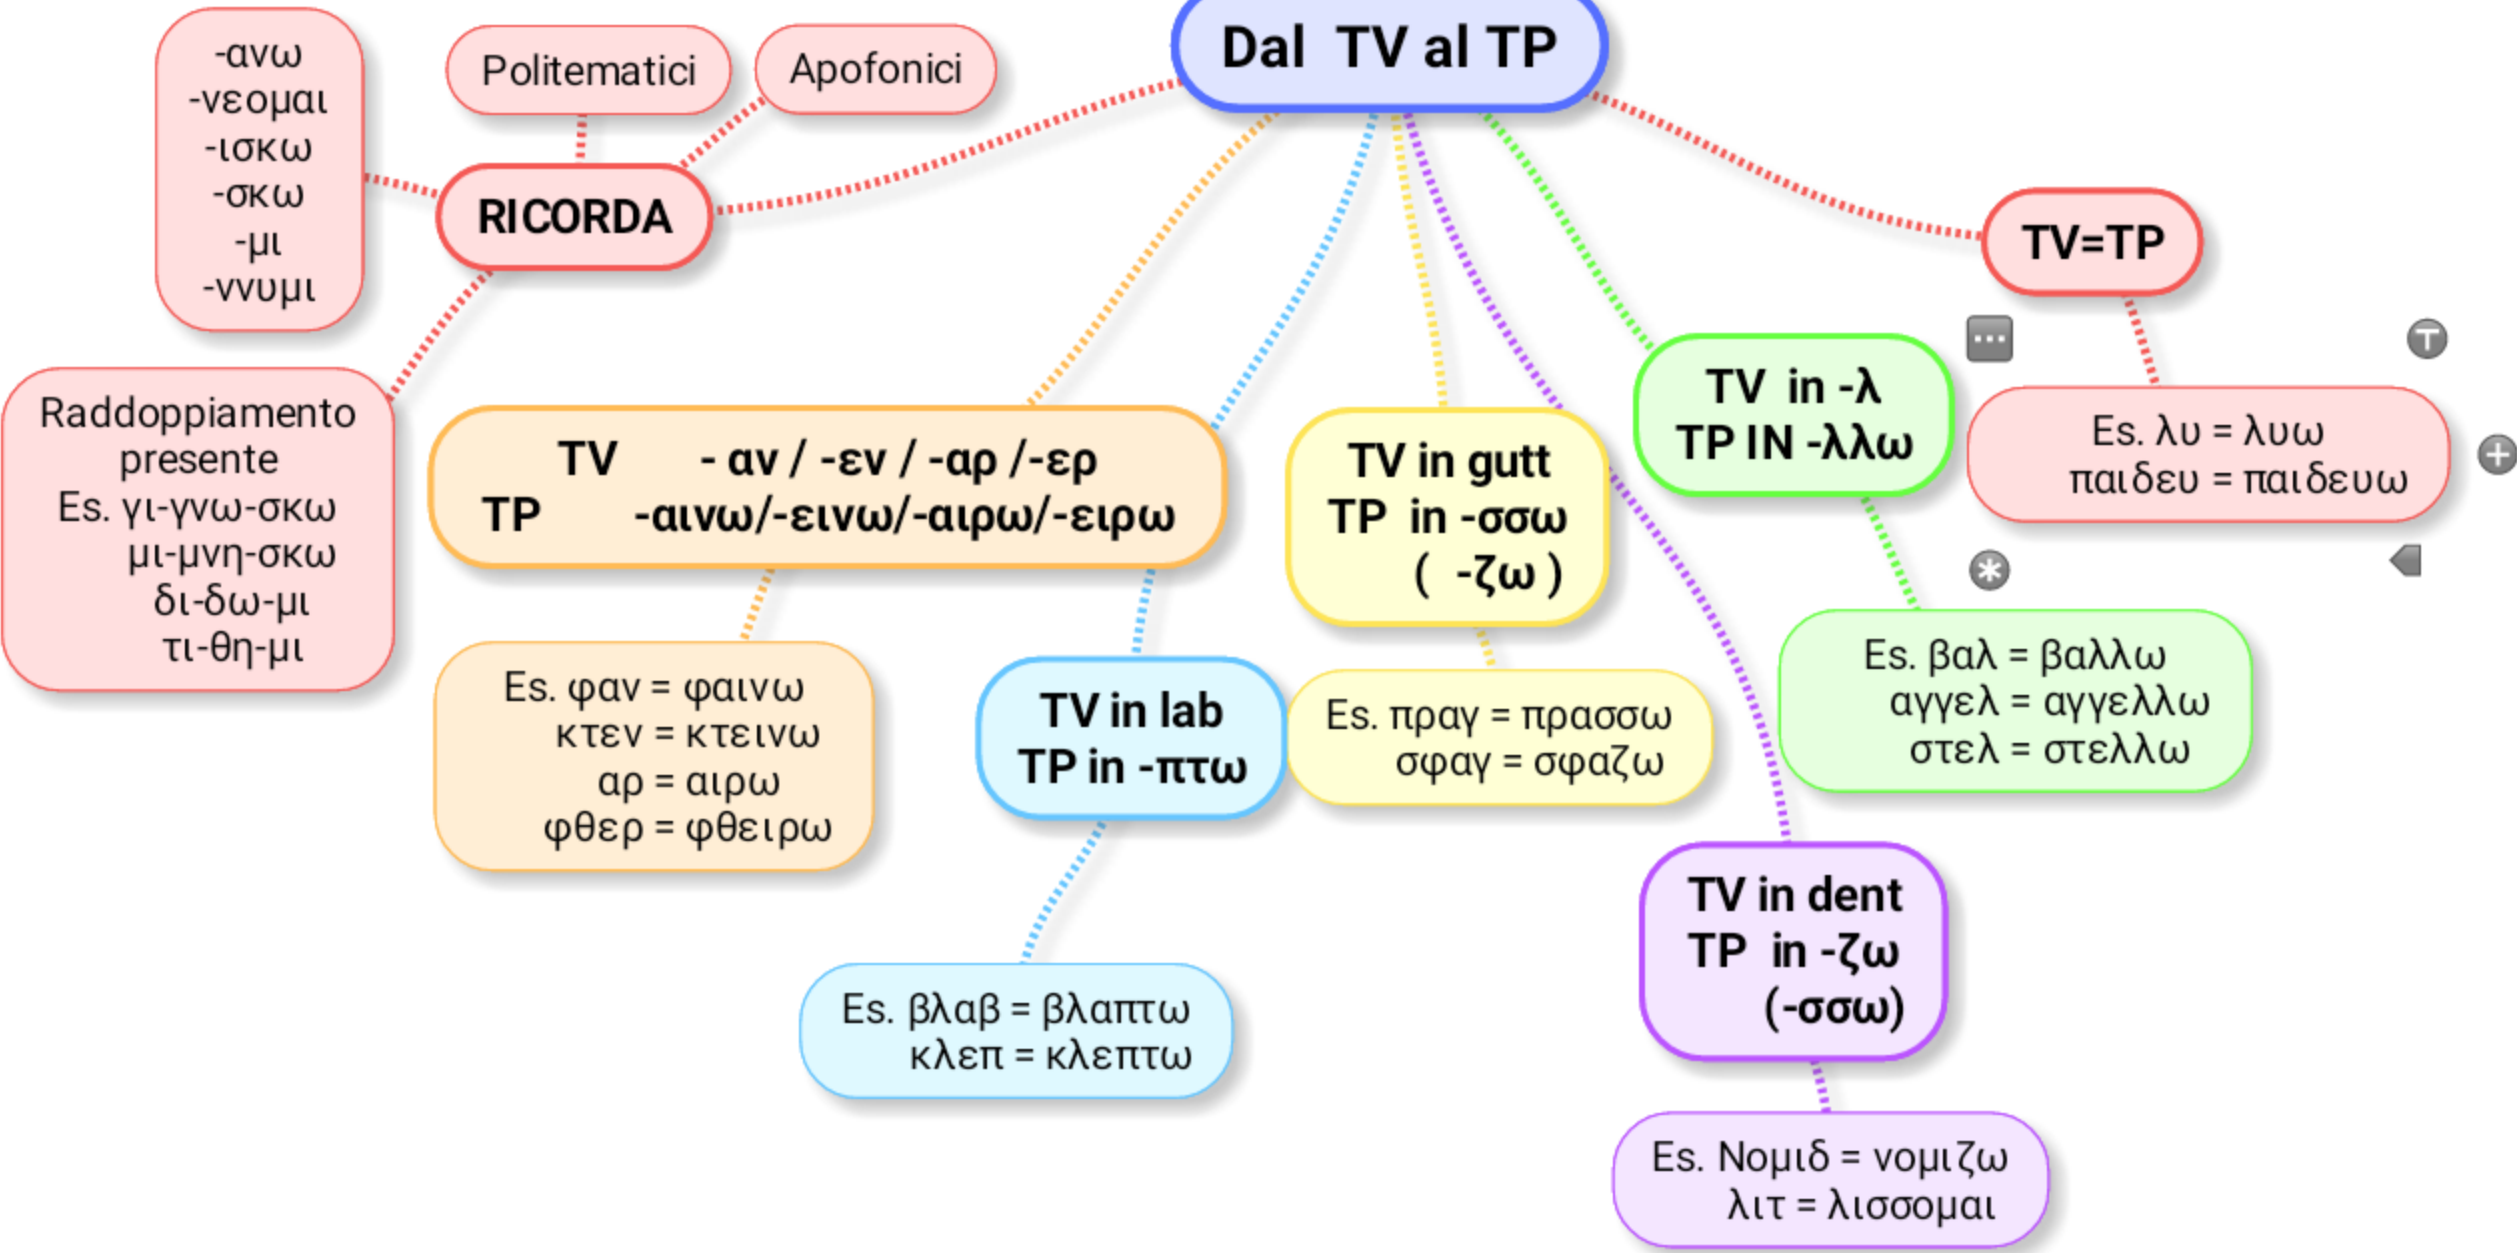 Dal TV al TP
-ανω
-νεομαι
-ισκω
-σκω
-μι
-ννυμι
Politematici
Apofonici
RICORDA
Raddoppiamento
presente
Es. γι-γνω-σκω
μι-μνη-σκω
δι-δω-μι
τι-θη-μι
TV - αν / -εν / -αρ /-ερ
TP -αινω/-εινω/-αιρω/-ειρω
Es. φαν = φαινω
κτεν = κτεινω
αρ = αιρω
φθερ = φθειρω
TV in lab
TP in -πτω
Es. βλαβ = βλαπτω
κλεπ = κλεπτω
TV in gutt
TP in -σσω
( -ζω )
Es. πραγ = πρασσω
σφαγ = σφαζω
TV in dent
TP in -ζω
(-σσω)
Es. Νομιδ = νομιζω
λιτ = λισσομαι
TV in -λ
TP IN -λλω
Es. βαλ = βαλλω
αγγελ = αγγελλω
στελ = στελλω
TV=TP
Es. λυ = λυω
παιδευ = παιδευω
T